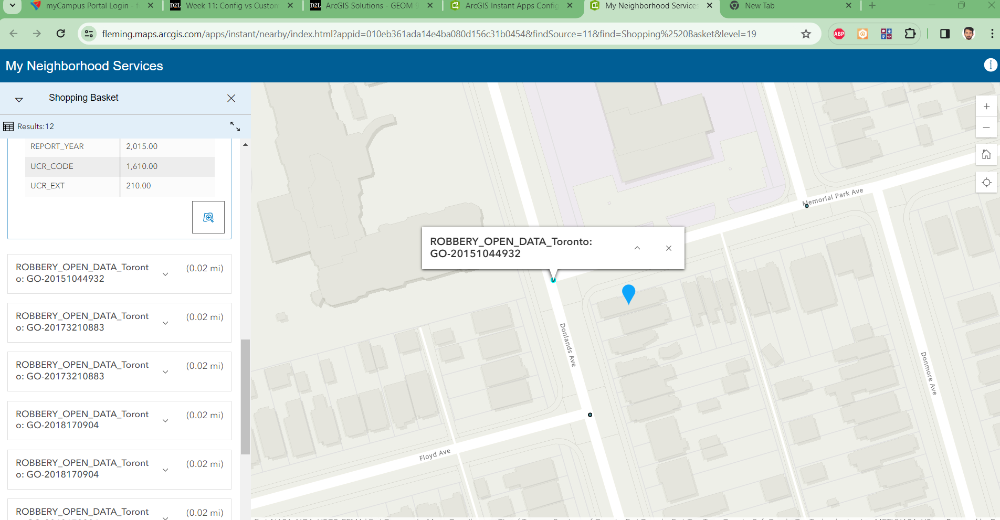 myCampus Portal Login - f
Week 11: Config vs Custom
ArcGIS Solutions - GEOM 9
ArcGIS Instant Apps Config
My Neighborhood Services
New Tab
fleming.maps.arcgis.com/apps/instant/nearby/index.html?appid=010eb361ada14e4ba080d156c31b0454&findSource=11&find=Shopping%2520Basket&level=19
ABP
My Neighborhood Services
Shopping Basket
Results:12
REPORT_YEAR 2,015.00
UCR_CODE 1,610.00
UCR_EXT 210.00
ROBBERY_OPEN_DATA_Toront (0.02 mi)
o: GO-20151044932
ROBBERY_OPEN_DATA_Toront (0.02 mi)
o: GO-20173210883
ROBBERY_OPEN_DATA_Toront (0.02 mi)
o: GO-20173210883
ROBBERY_OPEN_DATA_Toront (0.02 mi)
o: GO-2018170904
ROBBERY_OPEN_DATA_Toront (0.02 mi)
o: GO-2018170904
ROBBERY_OPEN_DATA_Toront (0.02 mi)
ROBBERY_OPEN_DATA_Toronto:
GO-20151044932
Memorial Park Ave
Donlands Ave
Donmore Ave
Floyd Ave